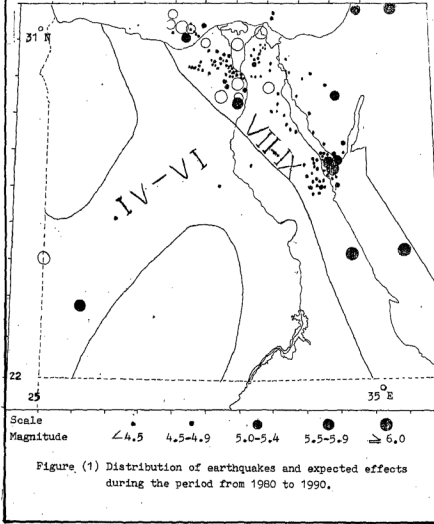 31 N
IV-VI
VII-IX
22
25
35 E
Scale
Magnitude ∠4.5 4.5-4.9 5.0-5.4 5.5-5.9 ≥ 6.0
Figure (1) Distribution of earthquakes and expected effects
during the period from 1980 to 1990.